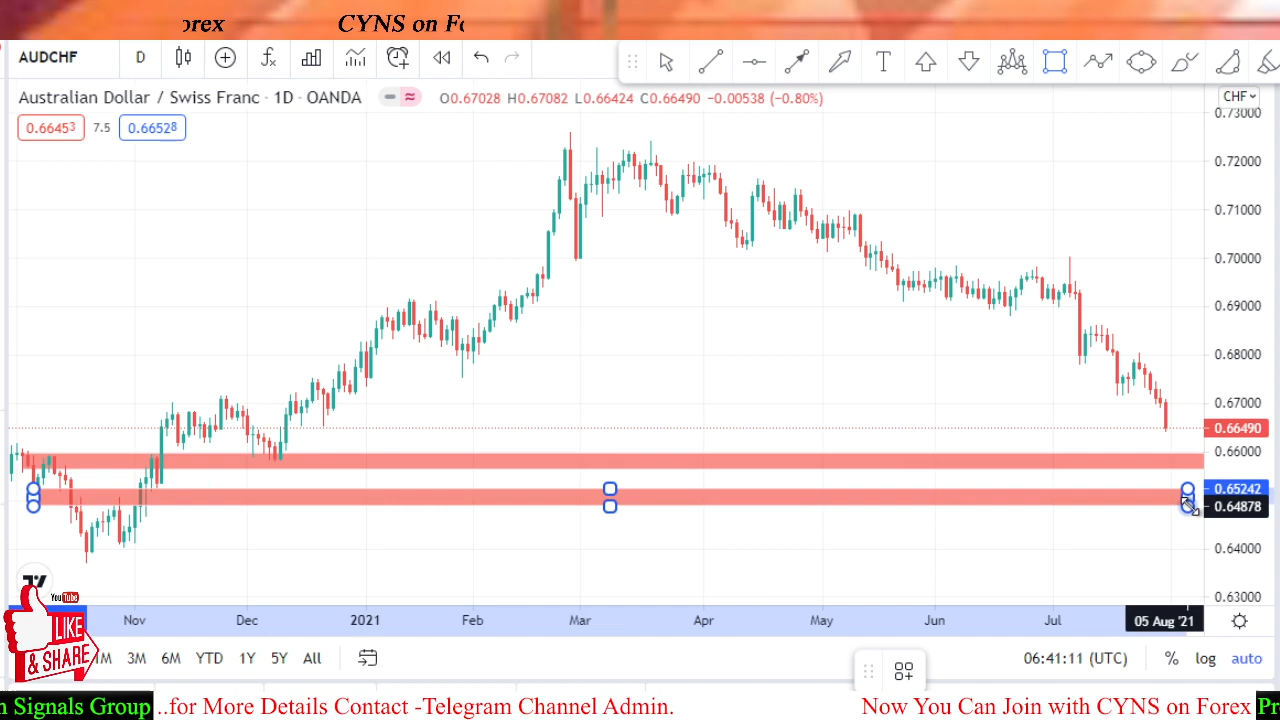 orex CYNS on Fo
AUDCHF D
Australian Dollar / Swiss Franc · 1D · OANDA O0.67028 H0.67082 L0.66424 C0.66490 −0.00538 (−0.80%) CHF
0.66453 7.5 0.66528
0.73000
0.72000
0.71000
0.70000
0.69000
0.68000
0.67000
0.66490
0.66000
0.65242
0.64878
0.64000
0.63000
YouTube
LIKE
& SHARE
Nov Dec 2021 Feb Mar Apr May Jun Jul 05 Aug '21
1M 3M 6M YTD 1Y 5Y All 06:41:11 (UTC) % log auto
n Signals Group ..for More Details Contact -Telegram Channel Admin. Now You Can Join with CYNS on Forex Pr